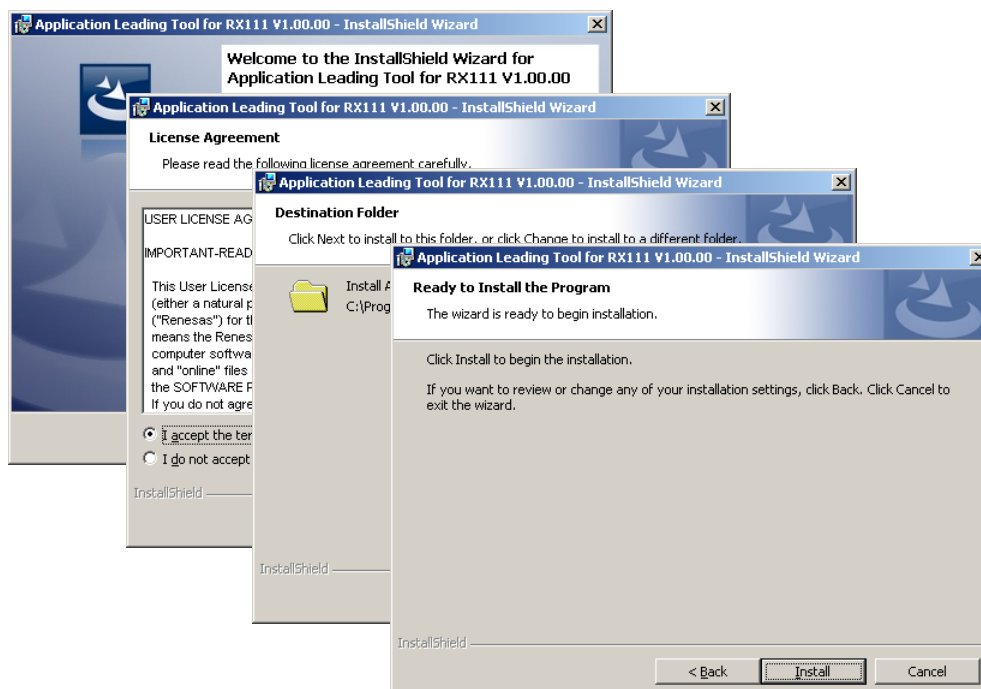 Application Leading Tool for RX111 V1.00.00 - InstallShield Wizard
Welcome to the InstallShield Wizard for
Application Leading Tool for RX111 V1.00.00
Application Leading Tool for RX111 V1.00.00 - InstallShield Wizard
License Agreement
Please read the following license agreement carefully.
USER LICENSE AG
IMPORTANT-READ
This User License
(either a natural p
("Renesas") for t
means the Renes
computer softwa
and "online" files
the SOFTWARE P
If you do not agre
I accept the ter
I do not accept
InstallShield
Application Leading Tool for RX111 V1.00.00 - InstallShield Wizard
Destination Folder
Click Next to install to this folder, or click Change to install to a different folder.
Install A
C:\Prog
InstallShield
Application Leading Tool for RX111 V1.00.00 - InstallShield Wizard
Ready to Install the Program
The wizard is ready to begin installation.
Click Install to begin the installation.
If you want to review or change any of your installation settings, click Back. Click Cancel to
exit the wizard.
InstallShield
< Back
Install
Cancel